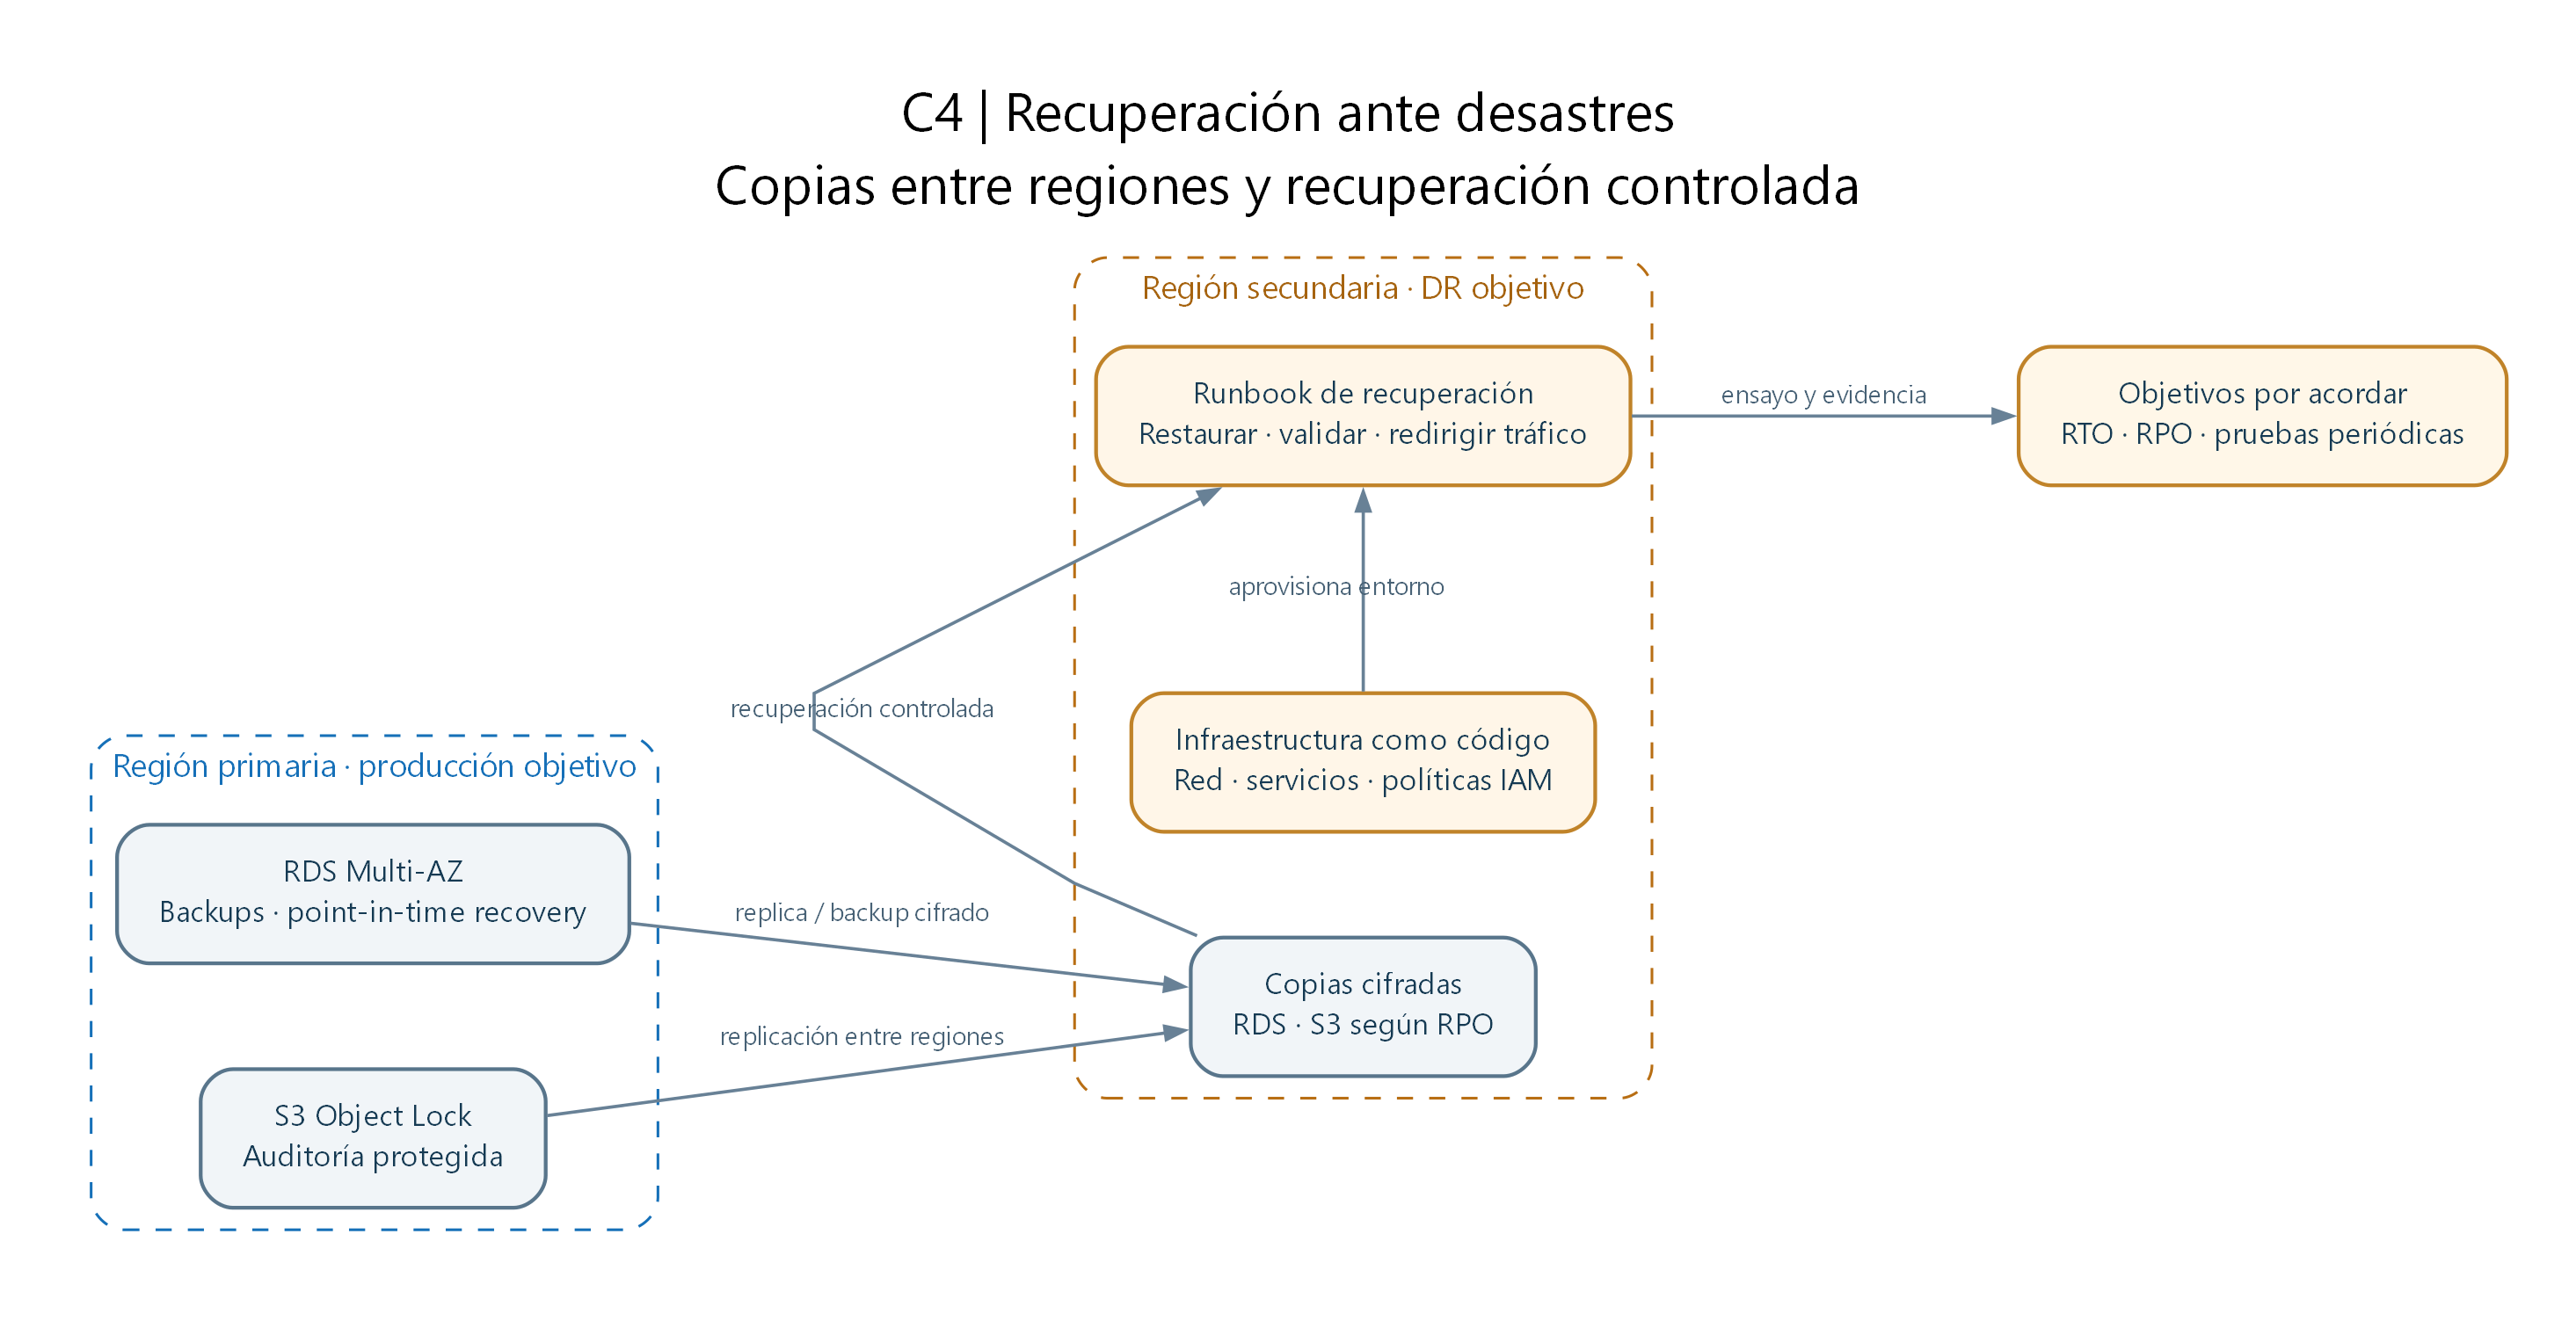 C4 | Recuperación ante desastres
Copias entre regiones y recuperación controlada
Región secundaria · DR objetivo
Runbook de recuperación
Restaurar · validar · redirigir tráfico
ensayo y evidencia
Objetivos por acordar
RTO · RPO · pruebas periódicas
aprovisiona entorno
recuperación controlada
Infraestructura como código
Red · servicios · políticas IAM
Región primaria · producción objetivo
RDS Multi-AZ
Backups · point-in-time recovery
replica / backup cifrado
Copias cifradas
RDS · S3 según RPO
replicación entre regiones
S3 Object Lock
Auditoría protegida